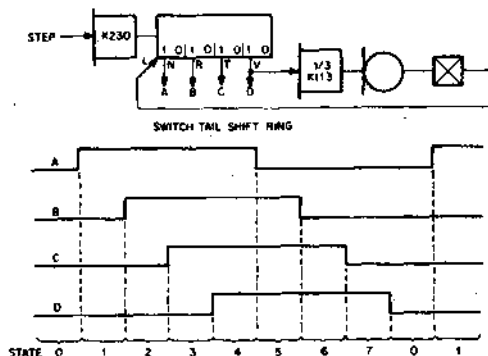 STEP
K230
1 0 1 0 1 0 1 0
L N R T V
A B C D
1/3
K113
SWITCH TAIL SHIFT RING
A
B
C
D
STATE 0 1 2 3 4 5 6 7 0 1